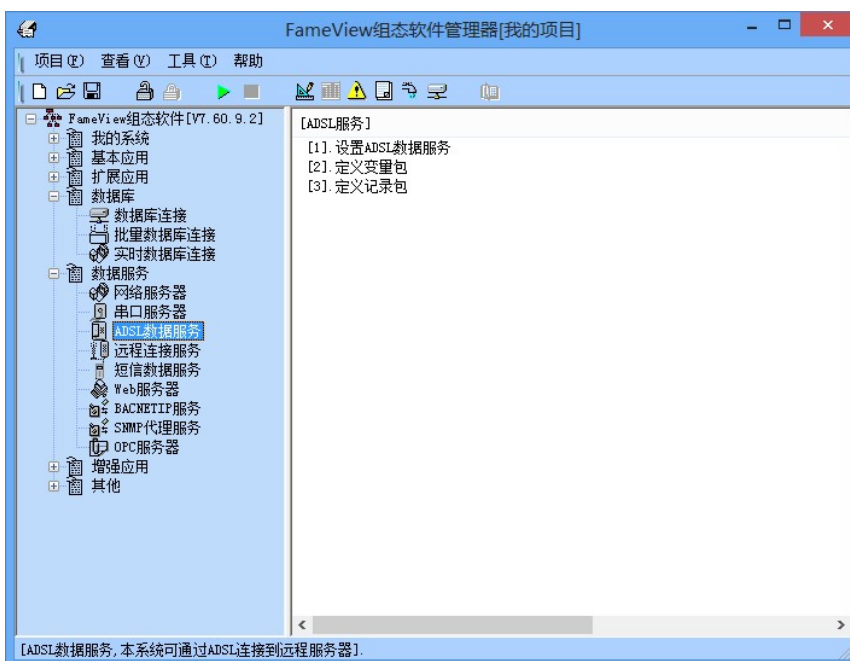 FameView组态软件管理器[我的项目]
项目(P) 查看(V) 工具(T) 帮助
FameView组态软件[V7.60.9.2]
我的系统
基本应用
扩展应用
数据库
数据库连接
批量数据库连接
实时数据库连接
数据服务
网络服务器
串口服务器
ADSL数据服务
远程连接服务
短信数据服务
Web服务器
BACNETIP服务
SNMP代理服务
OPC服务器
增强应用
其他
[ADSL服务]
[1].设置ADSL数据服务
[2].定义变量包
[3].定义记录包
[ADSL数据服务,本系统可通过ADSL连接到远程服务器].